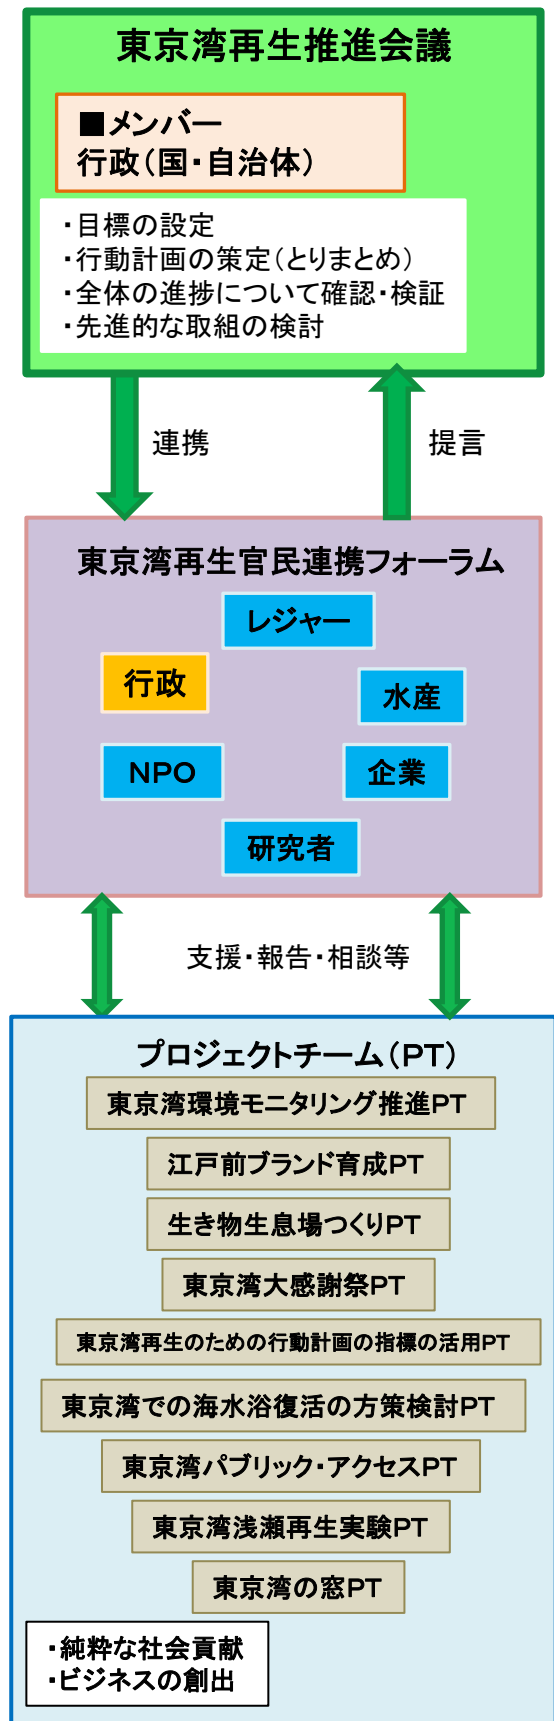 東京湾再生推進会議
■メンバー
行政(国・自治体)
・目標の設定
・行動計画の策定(とりまとめ)
・全体の進捗について確認・検証
・先進的な取組の検討
連携
提言
東京湾再生官民連携フォーラム
レジャー
行政
水産
NPO
企業
研究者
支援・報告・相談等
プロジェクトチーム(PT)
東京湾環境モニタリング推進PT
江戸前ブランド育成PT
生き物生息場つくりPT
東京湾大感謝祭PT
東京湾再生のための行動計画の指標の活用PT
東京湾での海水浴復活の方策検討PT
東京湾パブリック・アクセスPT
東京湾浅瀬再生実験PT
東京湾の窓PT
・純粋な社会貢献
・ビジネスの創出